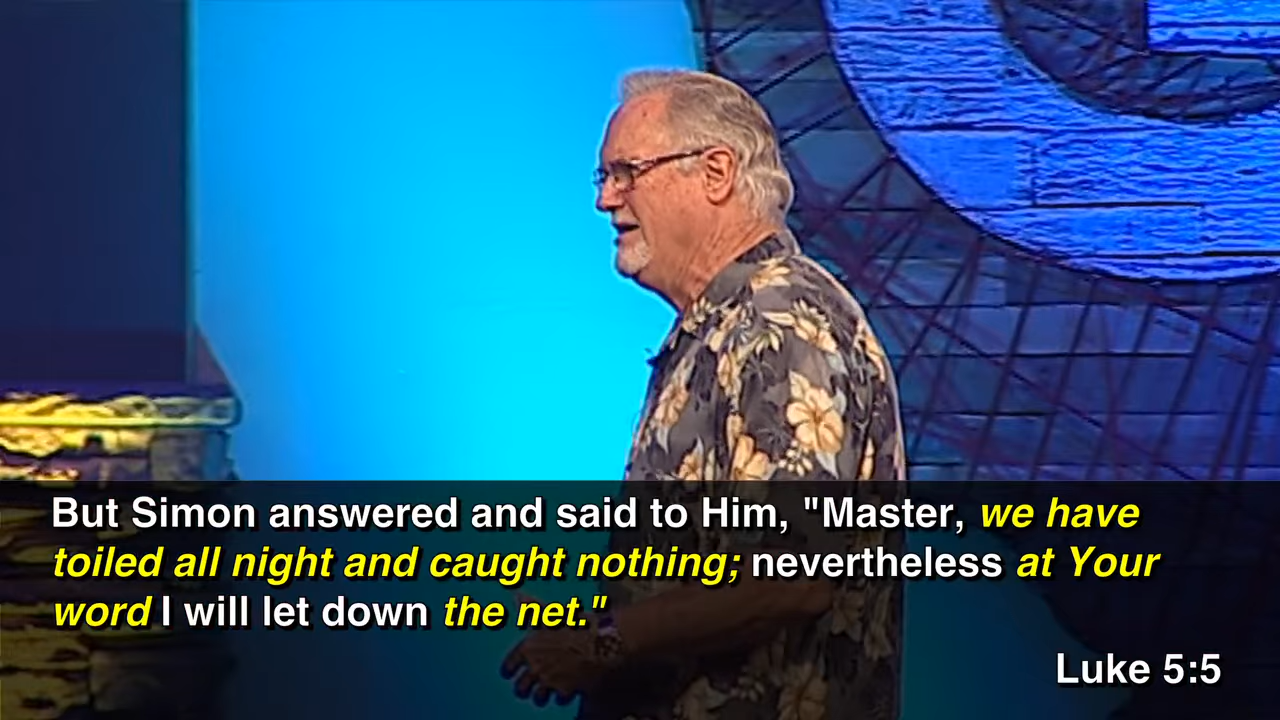 But Simon answered and said to Him, "Master, we have
toiled all night and caught nothing; nevertheless at Your
word I will let down the net."
Luke 5:5